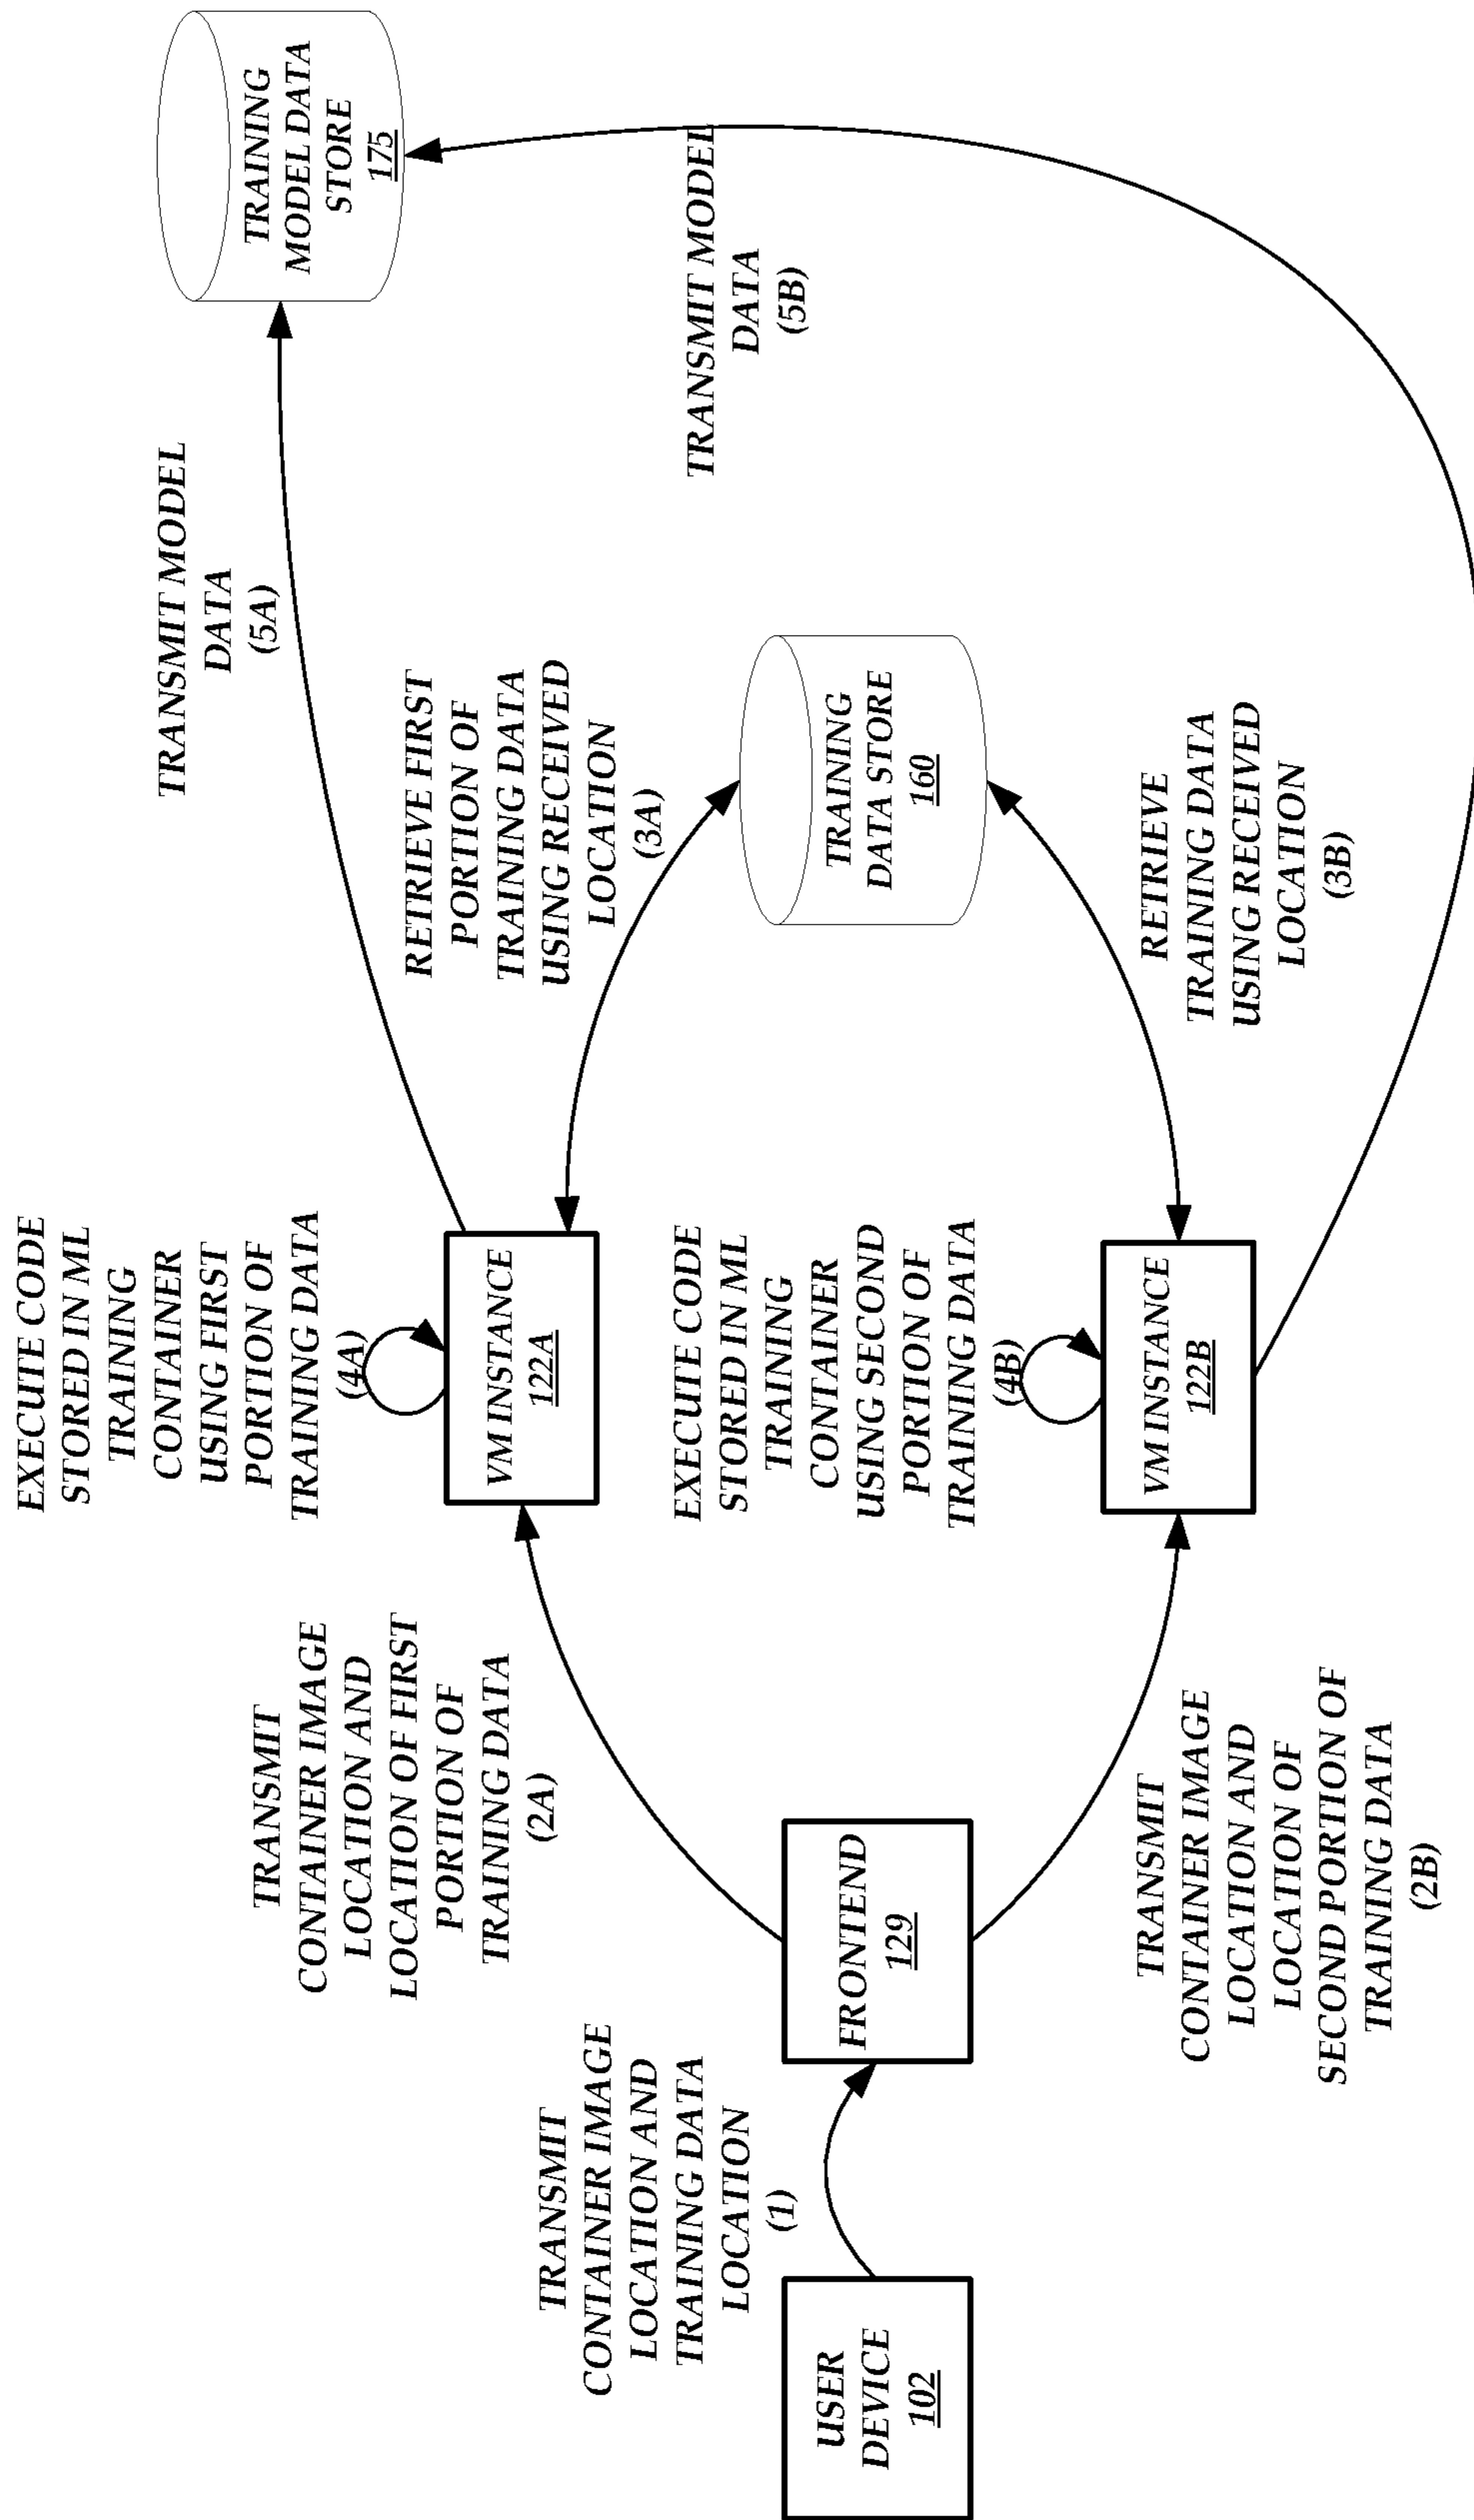 USER
DEVICE
102
TRANSMIT
CONTAINER IMAGE
LOCATION AND
TRAINING DATA
LOCATION
(1)
FRONTEND
129
TRANSMIT
CONTAINER IMAGE
LOCATION AND
LOCATION OF FIRST
PORTION OF
TRAINING DATA
(2A)
TRANSMIT
CONTAINER IMAGE
LOCATION AND
LOCATION OF
SECOND PORTION OF
TRAINING DATA
(2B)
EXECUTE CODE
STORED IN ML
TRAINING
CONTAINER
USING FIRST
PORTION OF
TRAINING DATA
(4A)
VM INSTANCE
122A
EXECUTE CODE
STORED IN ML
TRAINING
CONTAINER
USING SECOND
PORTION OF
TRAINING DATA
(4B)
VM INSTANCE
122B
RETRIEVE FIRST
PORTION OF
TRAINING DATA
USING RECEIVED
LOCATION
(3A)
TRAINING
DATA STORE
160
RETRIEVE
TRAINING DATA
USING RECEIVED
LOCATION
(3B)
TRANSMIT MODEL
DATA
(5A)
TRANSMIT MODEL
DATA
(5B)
TRAINING
MODEL DATA
STORE
175